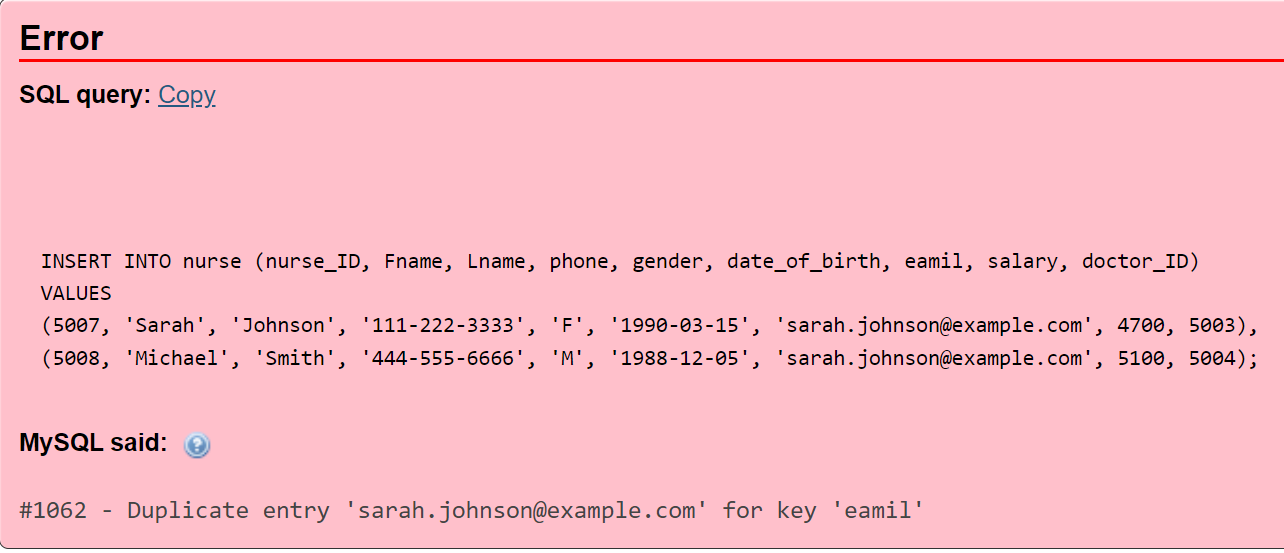 Error
SQL query: Copy
INSERT INTO nurse (nurse_ID, Fname, Lname, phone, gender, date_of_birth, eamil, salary, doctor_ID)
VALUES
(5007, 'Sarah', 'Johnson', '111-222-3333', 'F', '1990-03-15', 'sarah.johnson@example.com', 4700, 5003),
(5008, 'Michael', 'Smith', '444-555-6666', 'M', '1988-12-05', 'sarah.johnson@example.com', 5100, 5004);
MySQL said: ?
#1062 - Duplicate entry 'sarah.johnson@example.com' for key 'eamil'